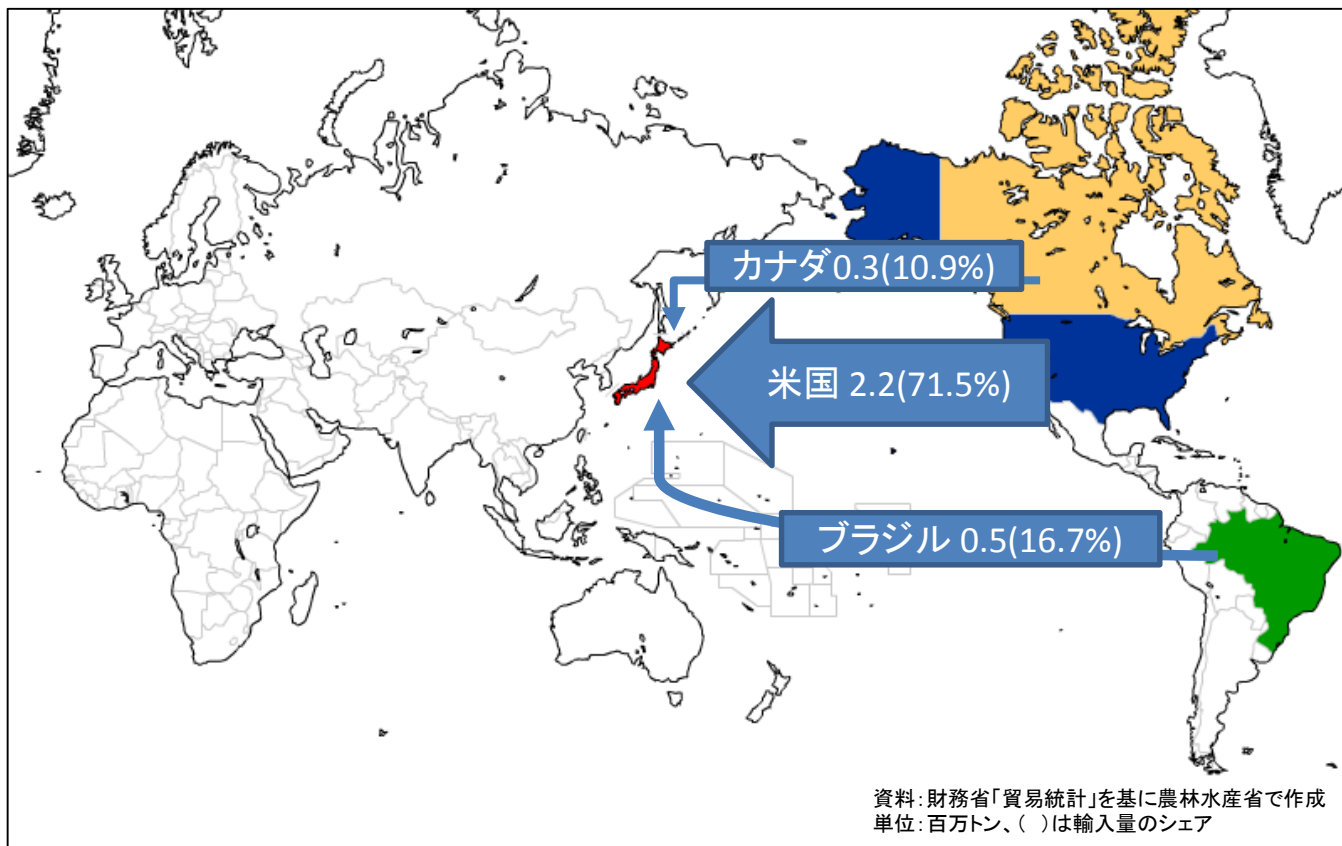 カナダ0.3(10.9%)
米国 2.2(71.5%)
ブラジル 0.5(16.7%)
資料：財務省「貿易統計」を基に農林水産省で作成
単位：百万トン、（　）は輸入量のシェア